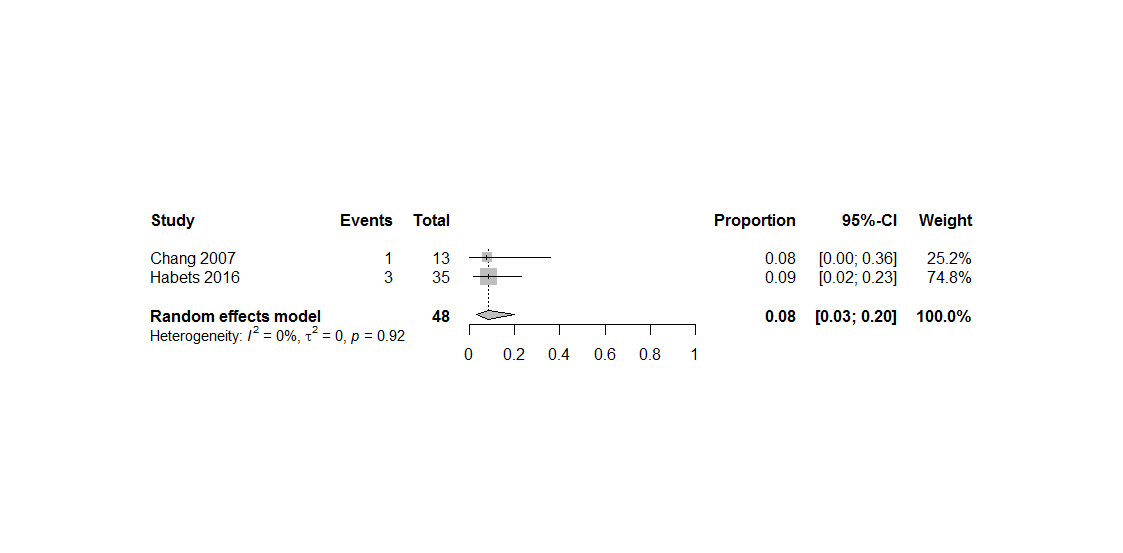 Study Events Total Proportion 95%-CI Weight
Chang 2007 1 13 0.08 [0.00; 0.36] 25.2%
Habets 2016 3 35 0.09 [0.02; 0.23] 74.8%
Random effects model 48 0.08 [0.03; 0.20] 100.0%
Heterogeneity: I² = 0%, τ² = 0, p = 0.92
0 0.2 0.4 0.6 0.8 1